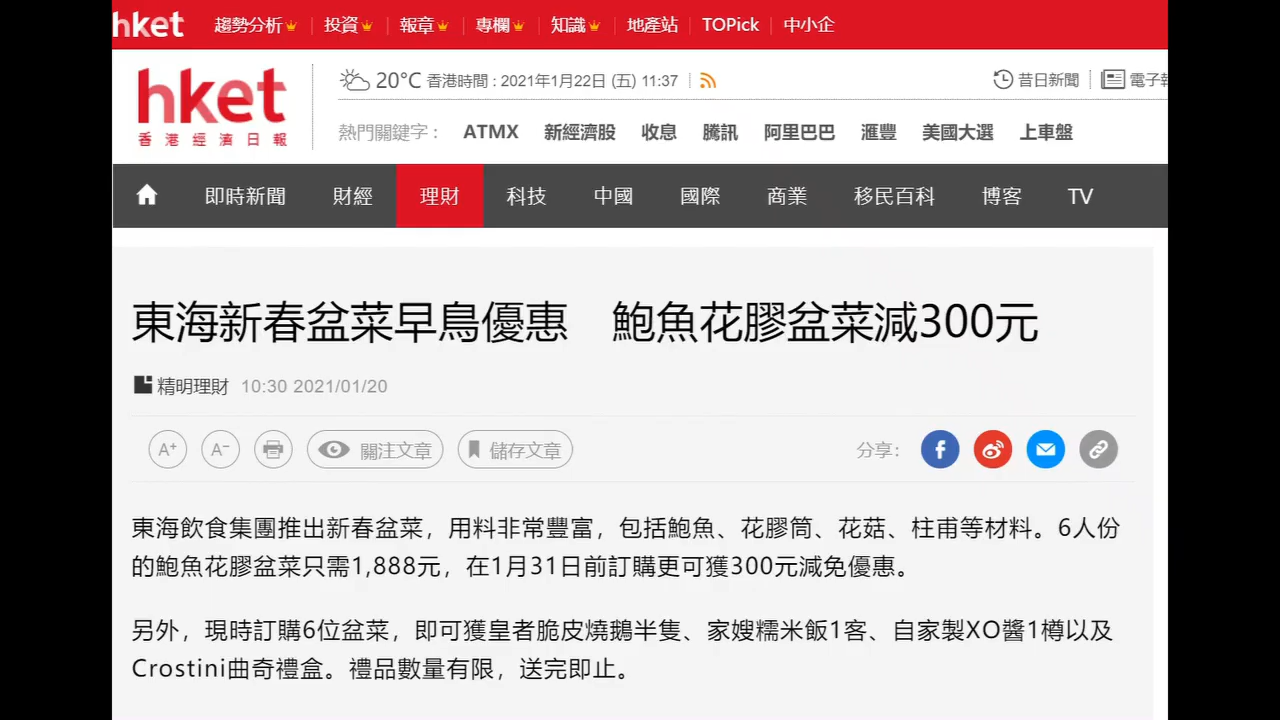 hket 趨勢分析 投資 報章 專欄 知識 地產站 TOPick 中小企
hket
香港經濟日報
20°C 香港時間 : 2021年1月22日 (五) 11:37 昔日新聞 電子報
熱門關鍵字 : ATMX 新經濟股 收息 騰訊 阿里巴巴 滙豐 美國大選 上車盤
即時新聞 財經 理財 科技 中國 國際 商業 移民百科 博客 TV
東海新春盆菜早鳥優惠 鮑魚花膠盆菜減300元
精明理財 10:30 2021/01/20
A+ A- 關注文章 儲存文章 分享:
東海飲食集團推出新春盆菜，用料非常豐富，包括鮑魚、花膠筒、花菇、柱甫等材料。6人份
的鮑魚花膠盆菜只需1,888元，在1月31日前訂購更可獲300元減免優惠。
另外，現時訂購6位盆菜，即可獲皇者脆皮燒鵝半隻、家嫂糯米飯1客、自家製XO醬1樽以及
Crostini曲奇禮盒。禮品數量有限，送完即止。